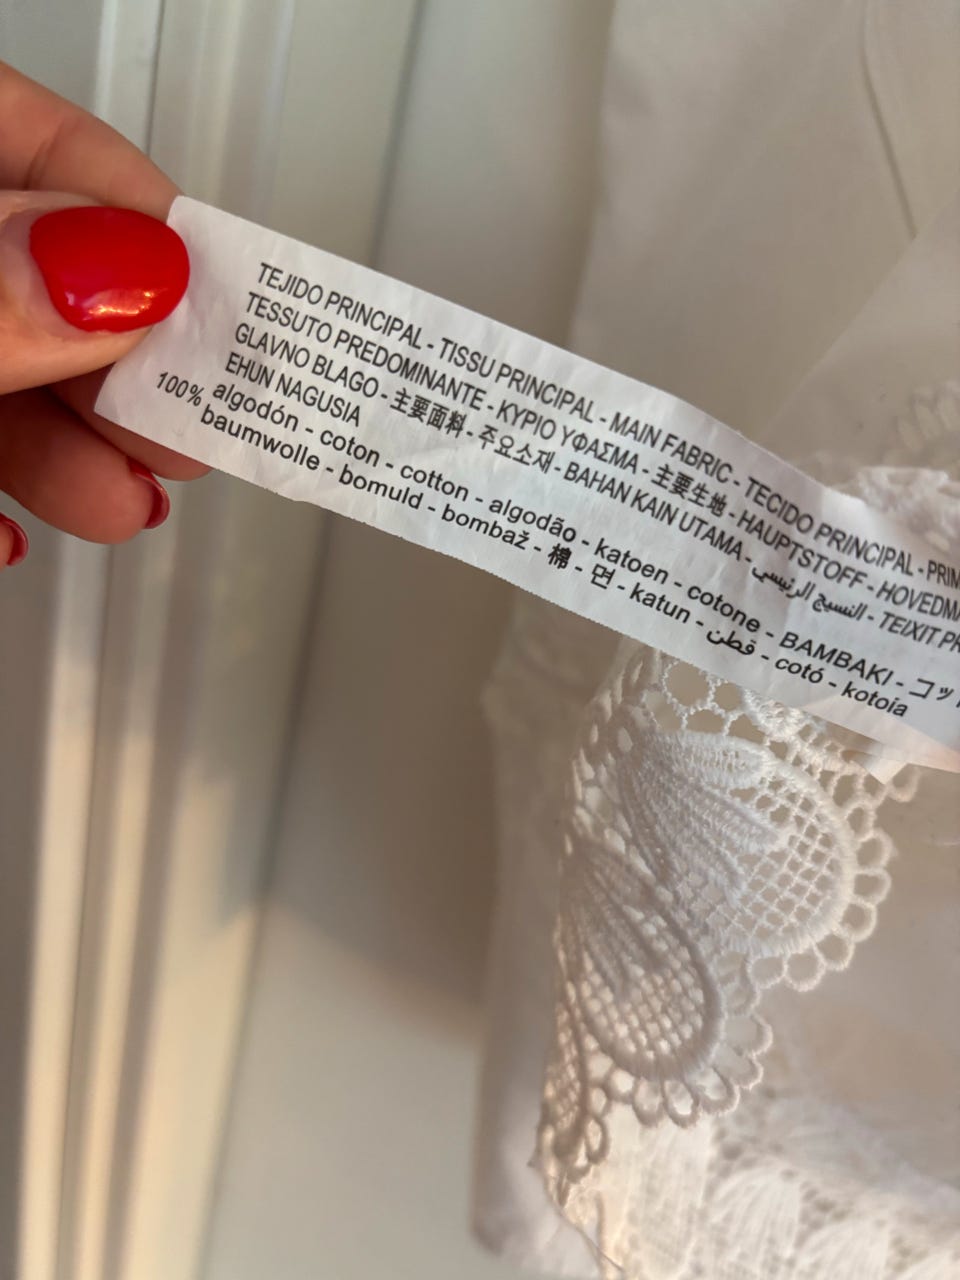 TEJIDO PRINCIPAL - TISSU PRINCIPAL - MAIN FABRIC - TECIDO PRINCIPAL -
TESSUTO PREDOMINANTE - ΚΥΡΙΟ ΥΦΑΣΜΑ - 主要生地 - HAUPTSTOFF -
GLAVNO BLAGO - 主要面料 - 주요소재 - BAHAN KAIN UTAMA - النسيج الرئيسي - TEIXIT
EHUN NAGUSIA
100% algodón - coton - cotton - algodão - katoen - cotone - BAMBAKI -
baumwolle - bomuld - bombaž - 棉 - 면 - katun - قطن - cotó - kotoia